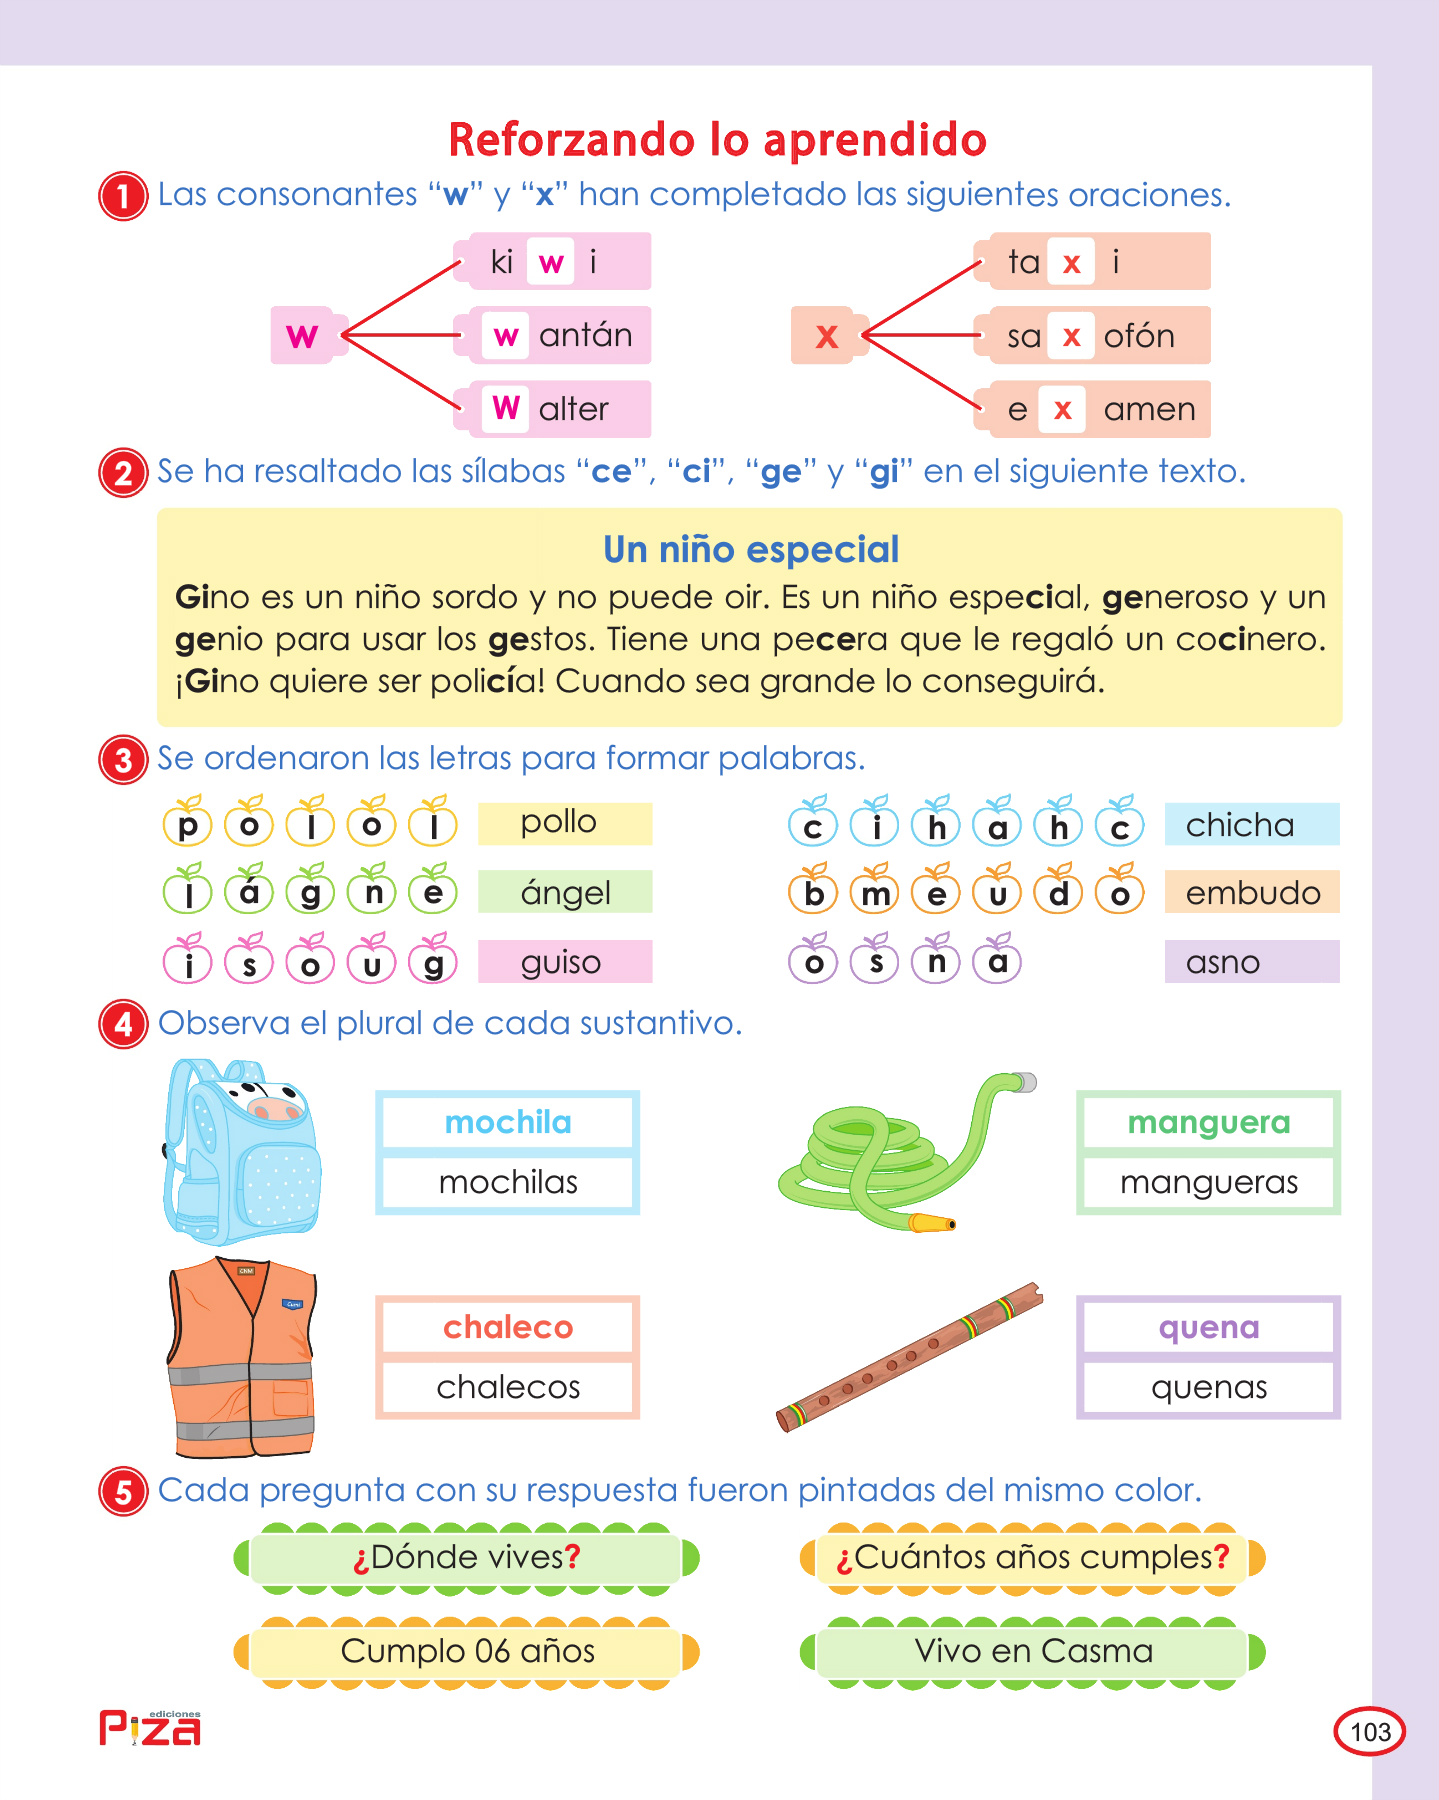 Reforzando lo aprendido
1 Las consonantes “w” y “x” han completado las siguientes oraciones.
w
ki w i
w antán
W alter
x
ta x i
sa x ofón
e x amen
2 Se ha resaltado las sílabas “ce”, “ci”, “ge” y “gi” en el siguiente texto.
Un niño especial
Gino es un niño sordo y no puede oir. Es un niño especial, generoso y un
genio para usar los gestos. Tiene una pecera que le regaló un cocinero.
¡Gino quiere ser policía! Cuando sea grande lo conseguirá.
3 Se ordenaron las letras para formar palabras.
p o l o l pollo
c i h a h c chicha
l á g n e ángel
b m e u d o embudo
i s o u g guiso
o s n a asno
4 Observa el plural de cada sustantivo.
mochila
mochilas
manguera
mangueras
CNM
chaleco
chalecos
quena
quenas
5 Cada pregunta con su respuesta fueron pintadas del mismo color.
¿Dónde vives?
¿Cuántos años cumples?
Cumplo 06 años
Vivo en Casma
ediciones
Piza
103